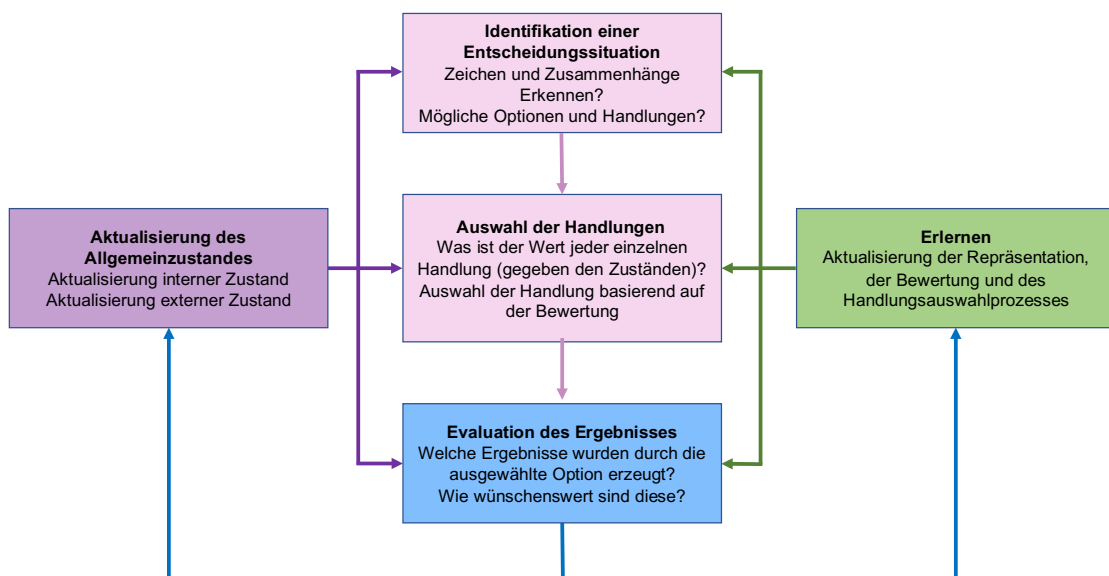 Identifikation einer
Entscheidungssituation
Zeichen und Zusammenhänge
Erkennen?
Mögliche Optionen und Handlungen?
Aktualisierung des
Allgemeinzustandes
Aktualisierung interner Zustand
Aktualisierung externer Zustand
Auswahl der Handlungen
Was ist der Wert jeder einzelnen
Handlung (gegeben den Zuständen)?
Auswahl der Handlung basierend auf
der Bewertung
Erlernen
Aktualisierung der Repräsentation,
der Bewertung und des
Handlungsauswahlprozesses
Evaluation des Ergebnisses
Welche Ergebnisse wurden durch die
ausgewählte Option erzeugt?
Wie wünschenswert sind diese?